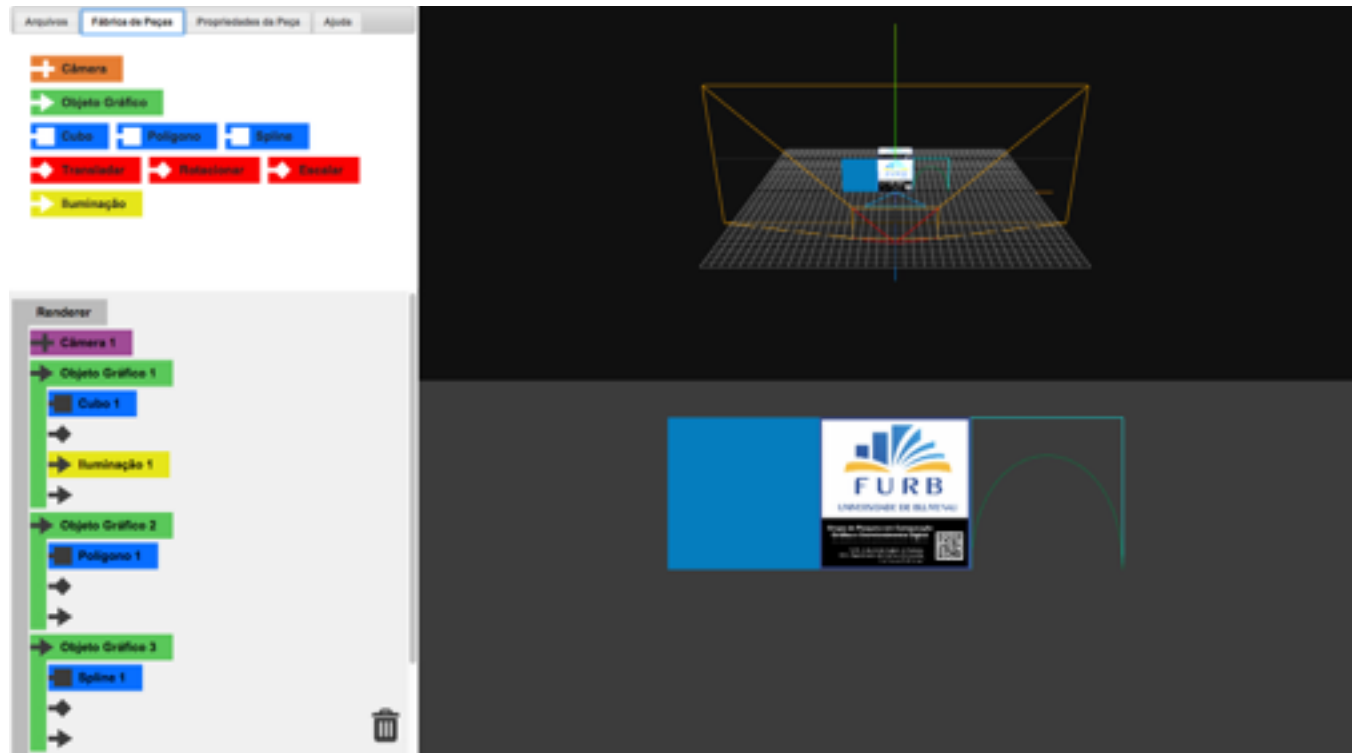 Arquivos Fábrica de Peças Propriedades da Peça Ajuda
Câmera
Objeto Gráfico
Cubo Polígono Spline
Transladar Rotacionar Escalar
Iluminação
Renderer
Câmera 1
Objeto Gráfico 1
Cubo 1
Iluminação 1
Objeto Gráfico 2
Polígono 1
Objeto Gráfico 3
Spline 1
FURB
UNIVERSIDADE DE BLUMENAU